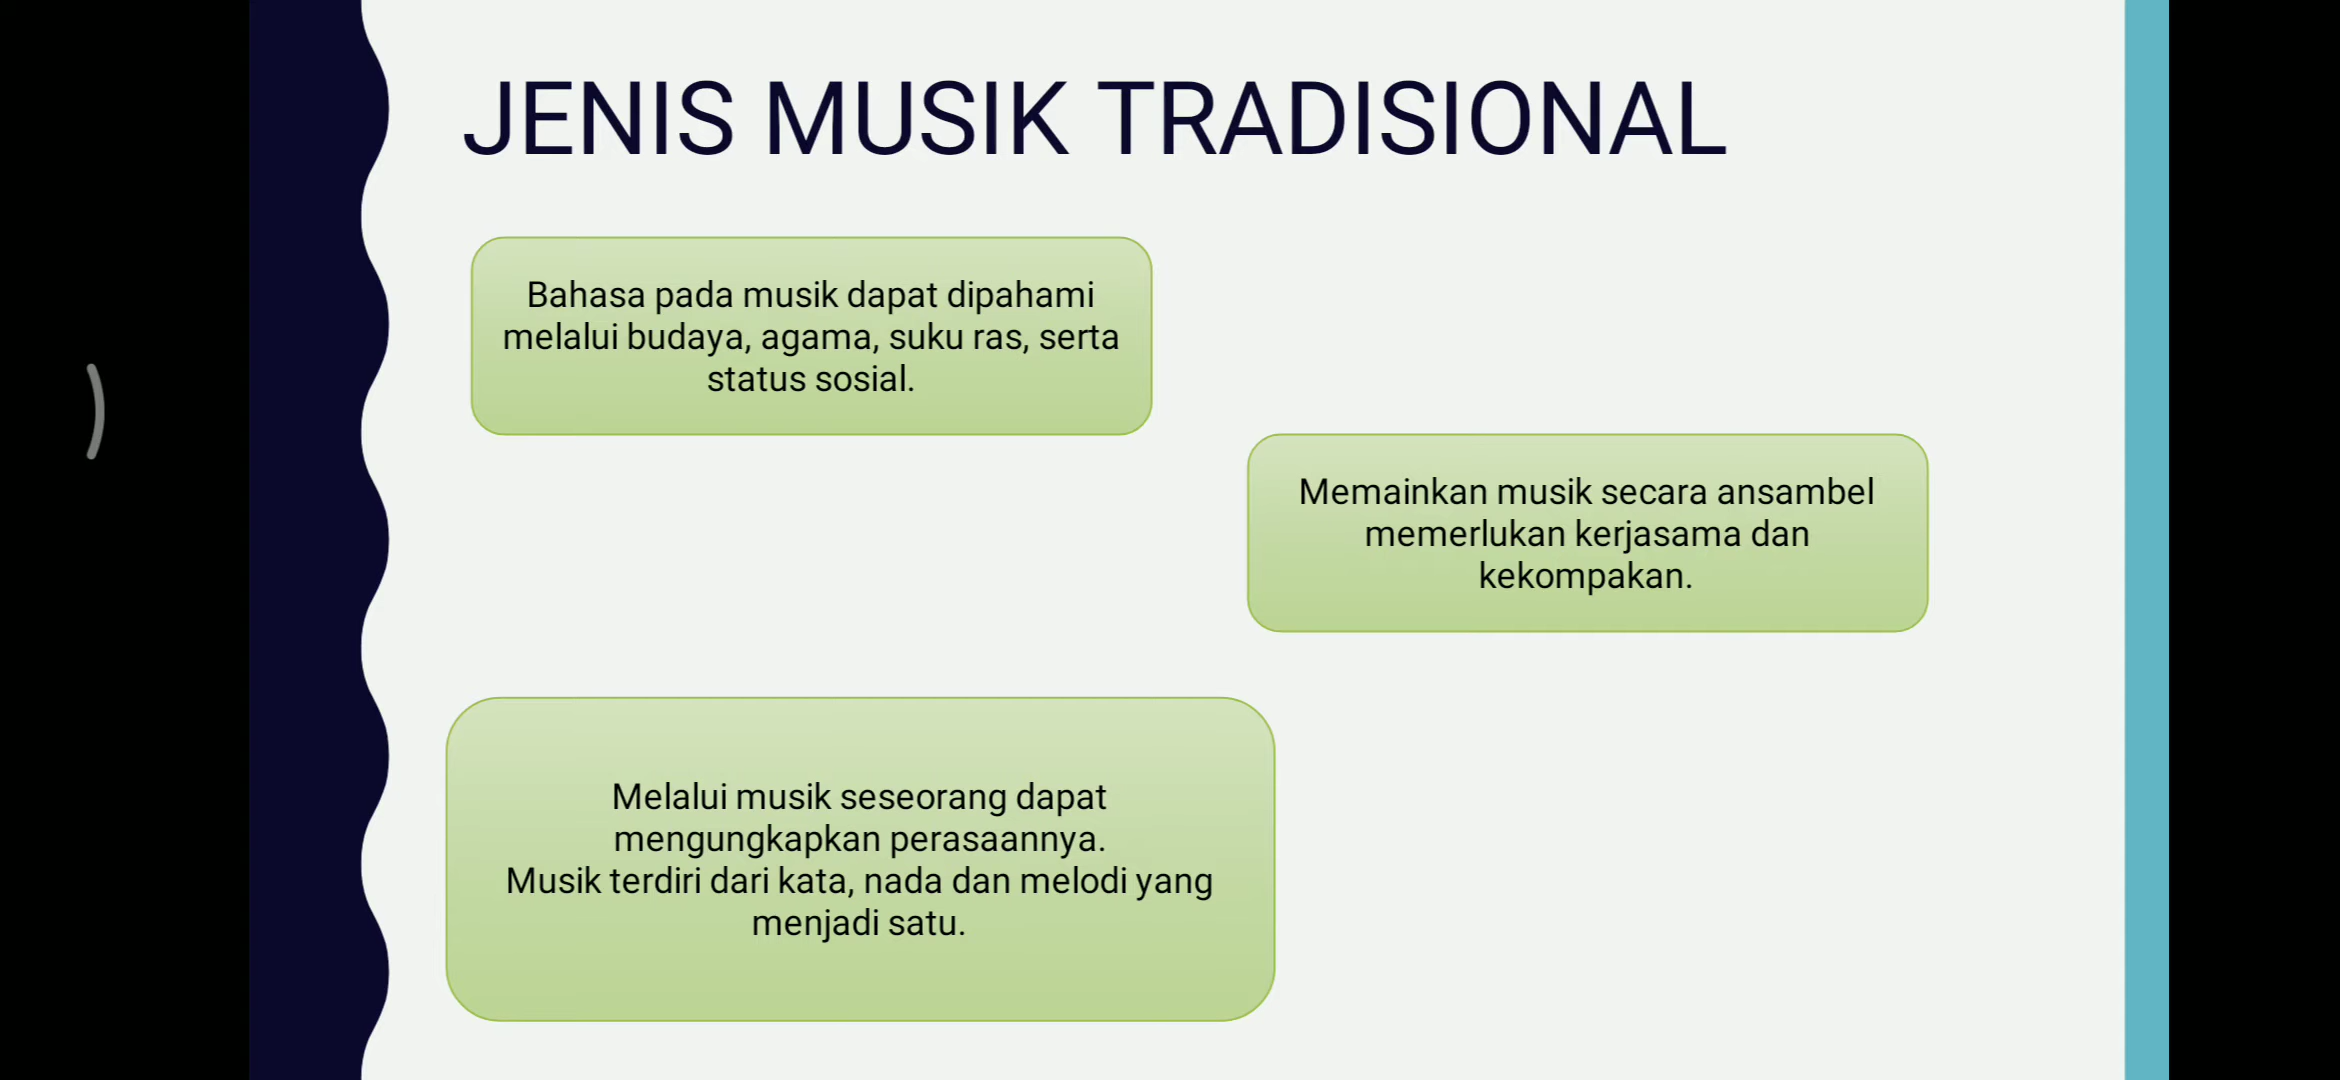 JENIS MUSIK TRADISIONAL
Bahasa pada musik dapat dipahami
melalui budaya, agama, suku ras, serta
status sosial.
Memainkan musik secara ansambel
memerlukan kerjasama dan
kekompakan.
Melalui musik seseorang dapat
mengungkapkan perasaannya.
Musik terdiri dari kata, nada dan melodi yang
menjadi satu.